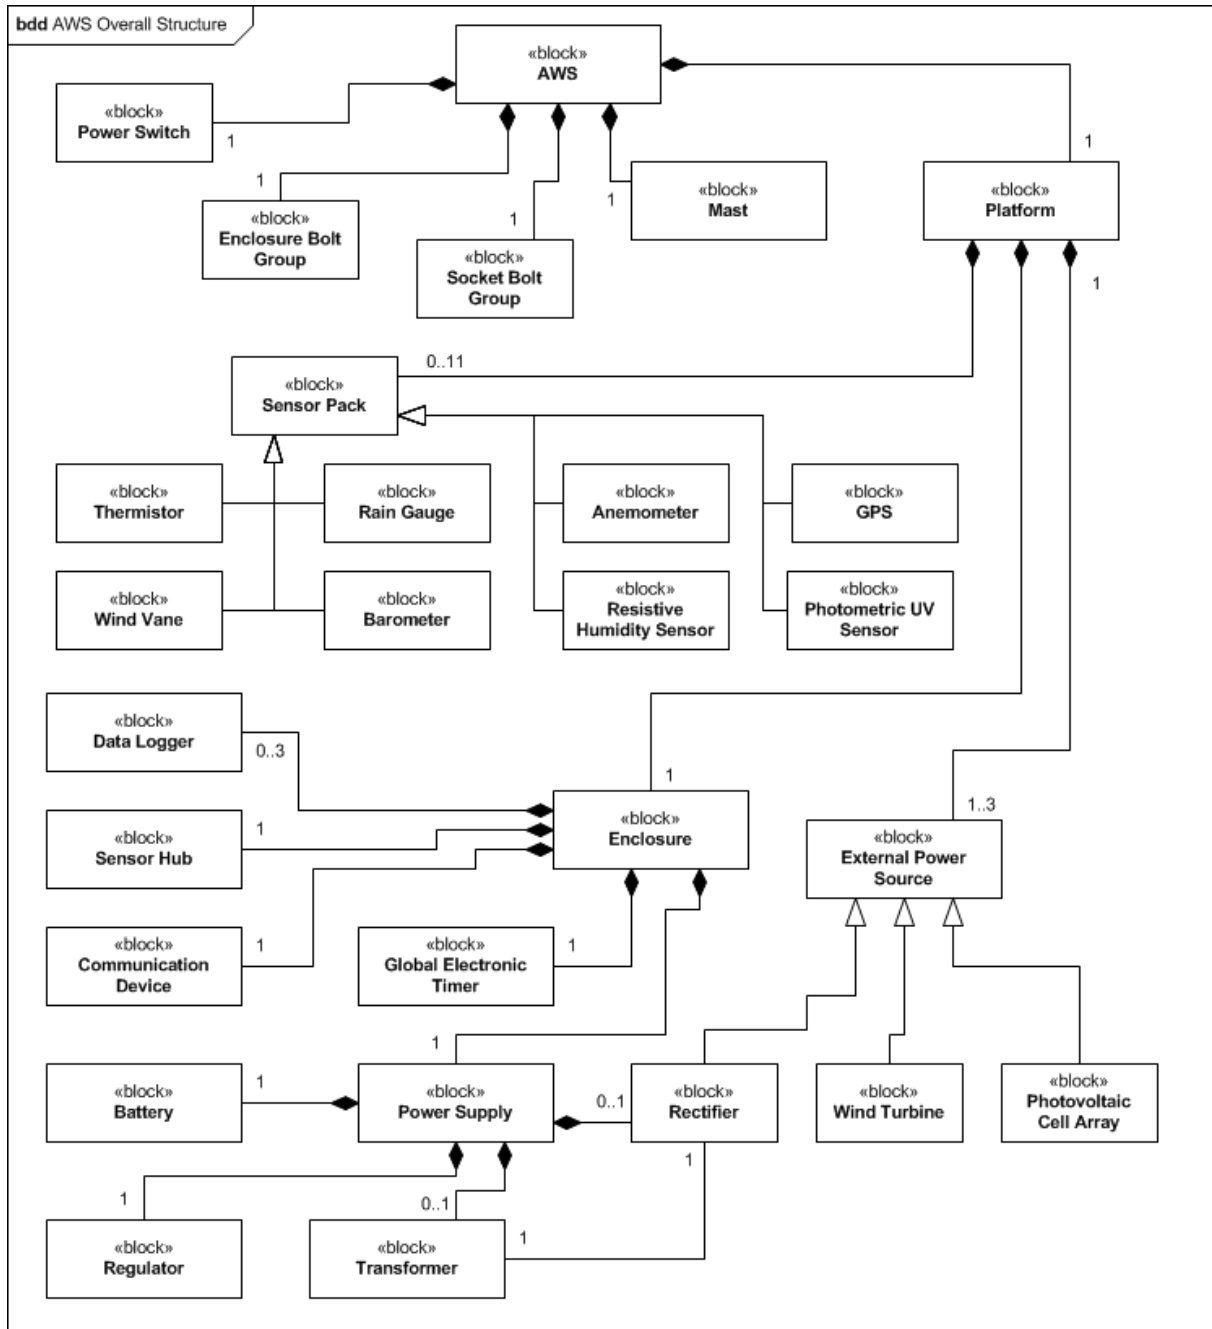 bdd AWS Overall Structure
«block»
AWS
«block»
Power Switch
1
1
«block»
Enclosure Bolt
Group
1
«block»
Socket Bolt
Group
1
«block»
Mast
1
«block»
Platform
1
0..11
«block»
Sensor Pack
«block»
Thermistor
«block»
Rain Gauge
«block»
Anemometer
«block»
GPS
«block»
Wind Vane
«block»
Barometer
«block»
Resistive
Humidity Sensor
«block»
Photometric UV
Sensor
«block»
Data Logger
0..3
1
«block»
Enclosure
1..3
«block»
External Power
Source
«block»
Sensor Hub
1
«block»
Communication
Device
1
«block»
Global Electronic
Timer
1
«block»
Battery
1
1
«block»
Power Supply
0..1
«block»
Rectifier
1
«block»
Wind Turbine
«block»
Photovoltaic
Cell Array
1
«block»
Regulator
0..1
«block»
Transformer
1